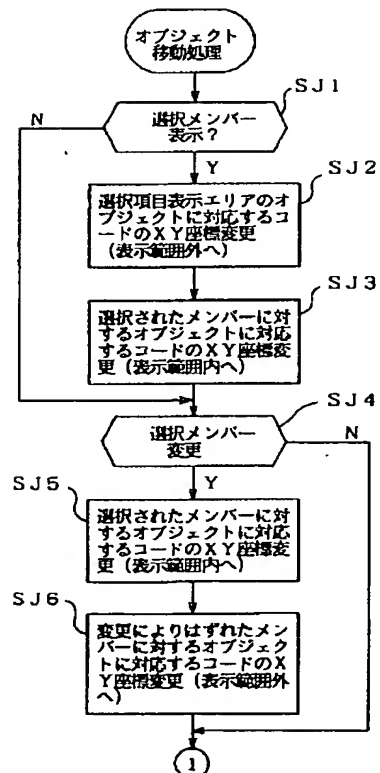 オブジェクト
移動処理
SJ1
選択メンバー
表示？
N
Y
SJ2
選択項目表示エリアのオ
ブジェクトに対応するコ
ードのXY座標変更
（表示範囲外へ）
SJ3
選択されたメンバーに対
するオブジェクトに対応
するコードのXY座標変
更（表示範囲内へ）
SJ4
選択メンバー
変更
N
Y
SJ5
選択されたメンバーに対
するオブジェクトに対応
するコードのXY座標変
更（表示範囲内へ）
SJ6
変更によりはずれたメン
バーに対するオブジェク
トに対応するコードのX
Y座標変更（表示範囲外
へ）
1